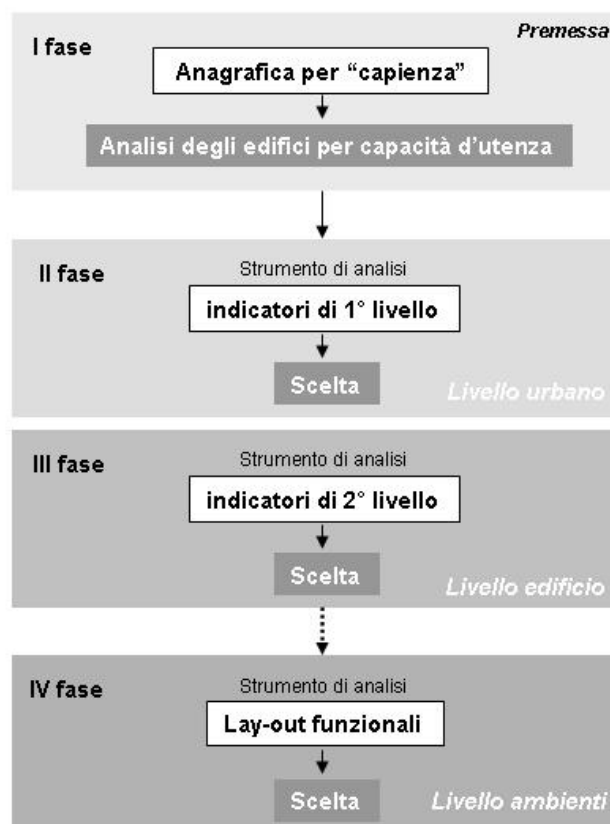 Premessa
I fase
Anagrafica per “capienza”
Analisi degli edifici per capacità d’utenza
II fase
Strumento di analisi
indicatori di 1° livello
Scelta
Livello urbano
III fase
Strumento di analisi
indicatori di 2° livello
Scelta
Livello edificio
IV fase
Strumento di analisi
Lay-out funzionali
Scelta
Livello ambienti